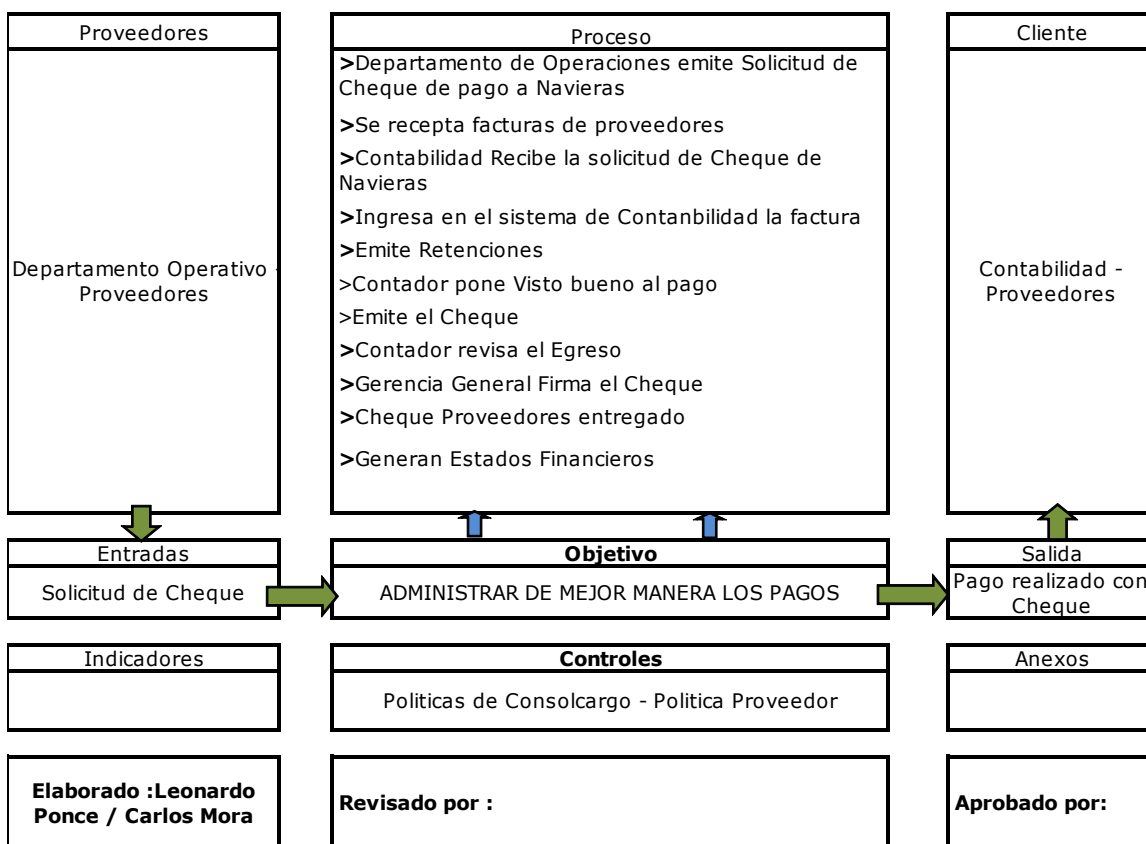 Proveedores
Departamento Operativo -
Proveedores
Proceso
>Departamento de Operaciones emite Solicitud de
Cheque de pago a Navieras
>Se recepta facturas de proveedores
>Contabilidad Recibe la solicitud de Cheque de
Navieras
>Ingresa en el sistema de Contanbilidad la factura
>Emite Retenciones
>Contador pone Visto bueno al pago
>Emite el Cheque
>Contador revisa el Egreso
>Gerencia General Firma el Cheque
>Cheque Proveedores entregado
>Generan Estados Financieros
Cliente
Contabilidad -
Proveedores
Entradas
Solicitud de Cheque
Objetivo
ADMINISTRAR DE MEJOR MANERA LOS PAGOS
Salida
Pago realizado con
Cheque
Indicadores
Controles
Politicas de Consolcargo - Politica Proveedor
Anexos
Elaborado :Leonardo
Ponce / Carlos Mora
Revisado por :
Aprobado por: